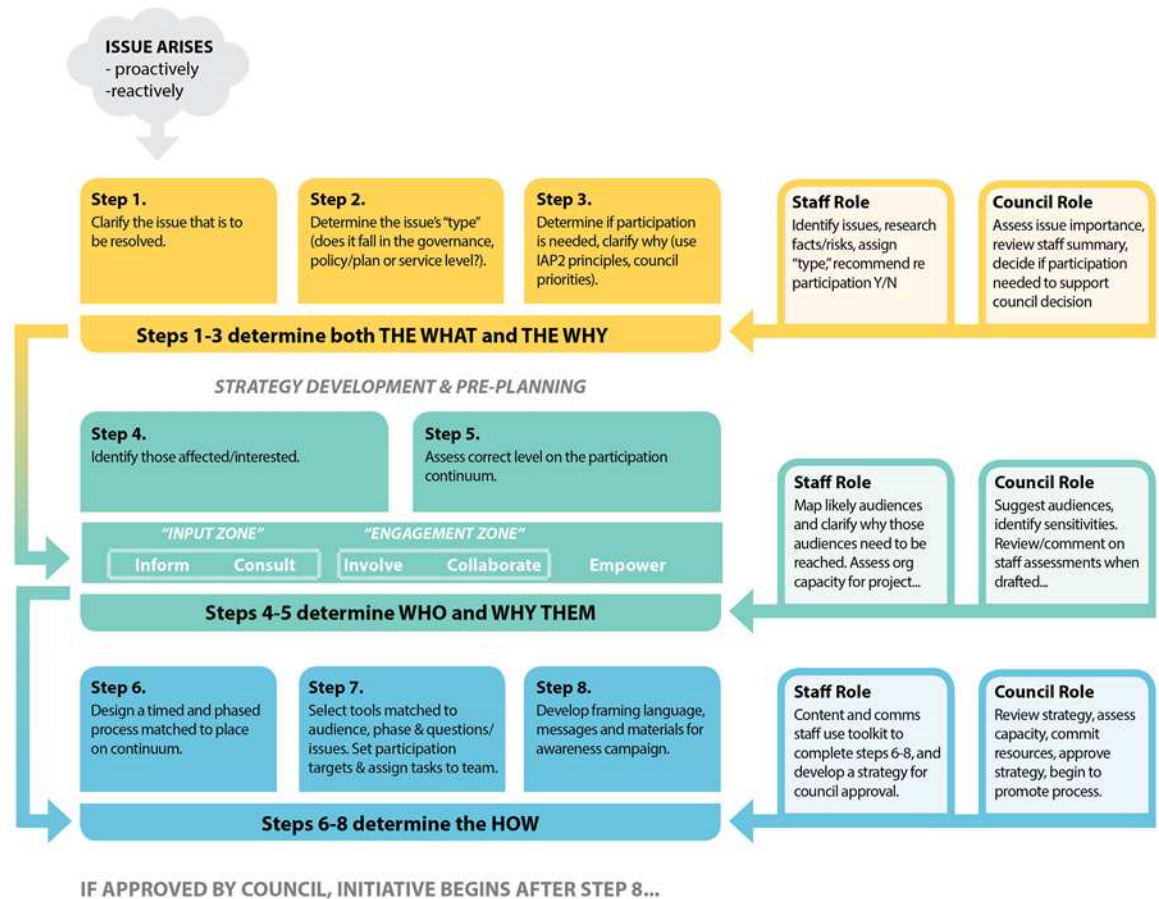 ISSUE ARISES
- proactively
-reactively
Step 1.
Clarify the issue that is to
be resolved.
Step 2.
Determine the issue's "type"
(does it fall in the governance,
policy/plan or service level?).
Step 3.
Determine if participation
is needed, clarify why (use
IAP2 principles, council
priorities).
Staff Role
Identify issues, research
facts/risks, assign
"type," recommend re
participation Y/N
Council Role
Assess issue importance,
review staff summary,
decide if participation
needed to support
council decision
Steps 1-3 determine both THE WHAT and THE WHY
STRATEGY DEVELOPMENT & PRE-PLANNING
Step 4.
Identify those affected/interested.
Step 5.
Assess correct level on the participation
continuum.
"INPUT ZONE"
"ENGAGEMENT ZONE"
Inform Consult Involve Collaborate Empower
Staff Role
Map likely audiences
and clarify why those
audiences need to be
reached. Assess org
capacity for project...
Council Role
Suggest audiences,
identify sensitivities.
Review/comment on
staff assessments when
drafted...
Steps 4-5 determine WHO and WHY THEM
Step 6.
Design a timed and phased
process matched to place
on continuum.
Step 7.
Select tools matched to
audience, phase & questions/
issues. Set participation
targets & assign tasks to team.
Step 8.
Develop framing language,
messages and materials for
awareness campaign.
Staff Role
Content and comms
staff use toolkit to
complete steps 6-8, and
develop a strategy for
council approval.
Council Role
Review strategy, assess
capacity, commit
resources, approve
strategy, begin to
promote process.
Steps 6-8 determine the HOW
IF APPROVED BY COUNCIL, INITIATIVE BEGINS AFTER STEP 8...